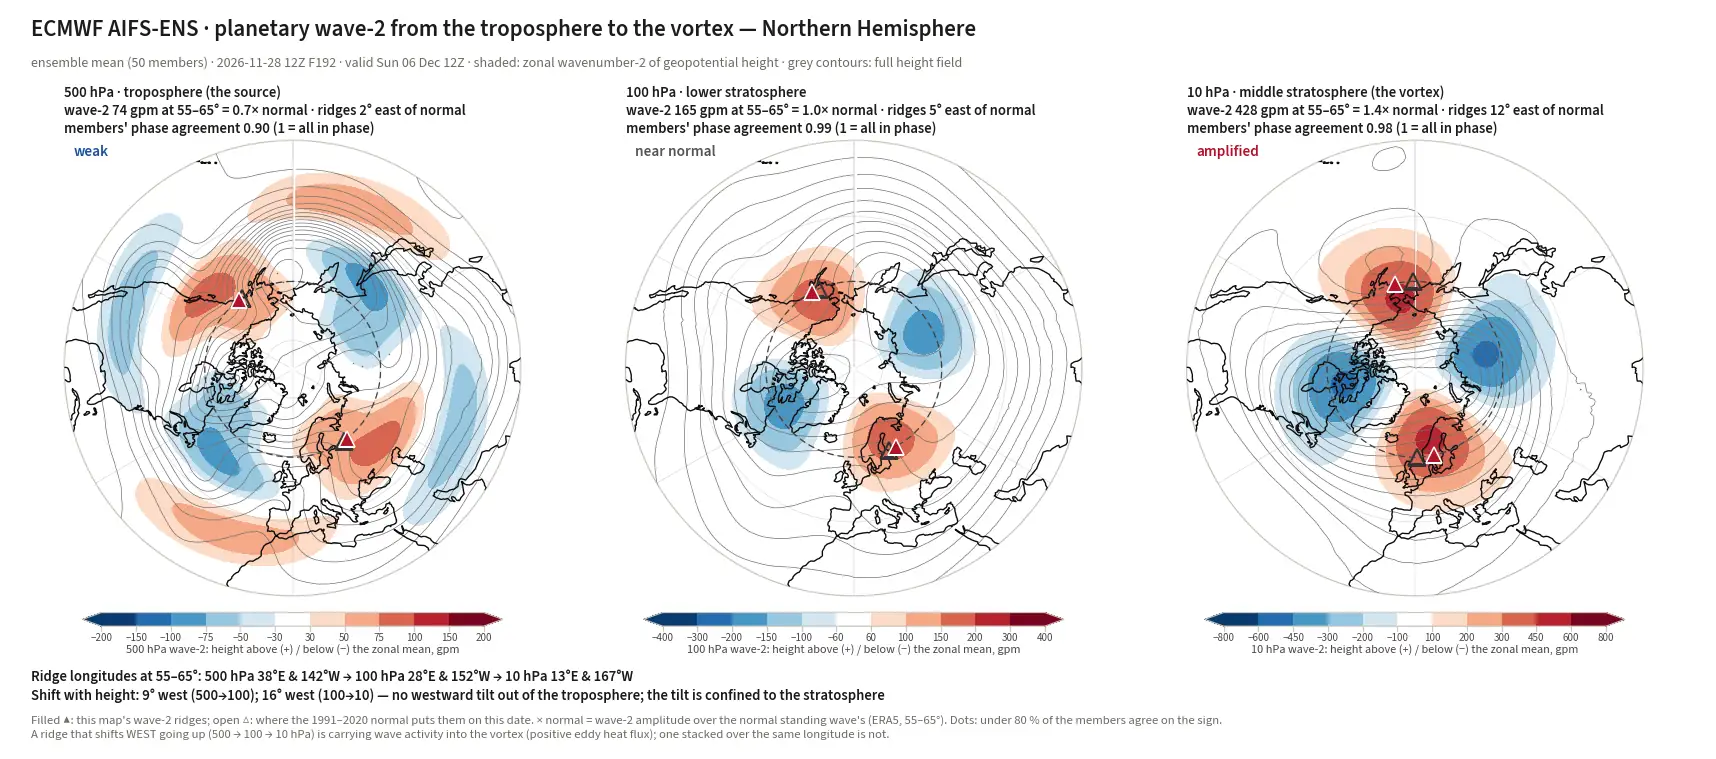 ECMWF AIFS-ENS · planetary wave-2 from the troposphere to the vortex — Northern Hemisphere
ensemble mean (50 members) · 2026-11-28 12Z F192 · valid Sun 06 Dec 12Z · shaded: zonal wavenumber-2 of geopotential height · grey contours: full height field
500 hPa · troposphere (the source)
wave-2 74 gpm at 55–65° = 0.7× normal · ridges 2° east of normal
members' phase agreement 0.90 (1 = all in phase)
weak
100 hPa · lower stratosphere
wave-2 165 gpm at 55–65° = 1.0× normal · ridges 5° east of normal
members' phase agreement 0.99 (1 = all in phase)
near normal
10 hPa · middle stratosphere (the vortex)
wave-2 428 gpm at 55–65° = 1.4× normal · ridges 12° east of normal
members' phase agreement 0.98 (1 = all in phase)
amplified
−200 −150 −100 −75 −50 −30 30 50 75 100 150 200
500 hPa wave-2: height above (+) / below (−) the zonal mean, gpm
−400 −300 −200 −150 −100 −60 60 100 150 200 300 400
100 hPa wave-2: height above (+) / below (−) the zonal mean, gpm
−800 −600 −450 −300 −200 −100 100 200 300 450 600 800
10 hPa wave-2: height above (+) / below (−) the zonal mean, gpm
Ridge longitudes at 55–65°: 500 hPa 38°E & 142°W → 100 hPa 28°E & 152°W → 10 hPa 13°E & 167°W
Shift with height: 9° west (500→100); 16° west (100→10) — no westward tilt out of the troposphere; the tilt is confined to the stratosphere
Filled ▲: this map's wave-2 ridges; open △: where the 1991–2020 normal puts them on this date. × normal = wave-2 amplitude over the normal standing wave's (ERA5, 55–65°). Dots: under 80 % of the members agree on the sign.
A ridge that shifts WEST going up (500 → 100 → 10 hPa) is carrying wave activity into the vortex (positive eddy heat flux); one stacked over the same longitude is not.